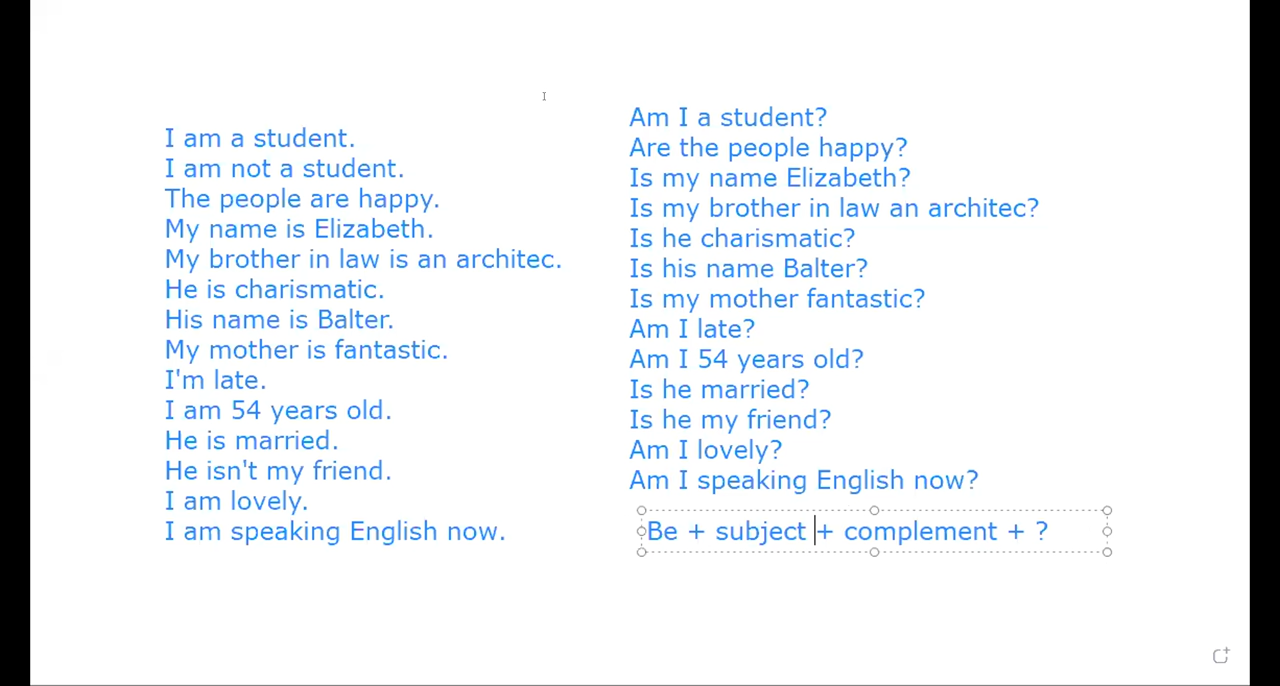 I am a student.
I am not a student.
The people are happy.
My name is Elizabeth.
My brother in law is an architec.
He is charismatic.
His name is Balter.
My mother is fantastic.
I'm late.
I am 54 years old.
He is married.
He isn't my friend.
I am lovely.
I am speaking English now.
Am I a student?
Are the people happy?
Is my name Elizabeth?
Is my brother in law an architec?
Is he charismatic?
Is his name Balter?
Is my mother fantastic?
Am I late?
Am I 54 years old?
Is he married?
Is he my friend?
Am I lovely?
Am I speaking English now?
Be + subject + complement + ?